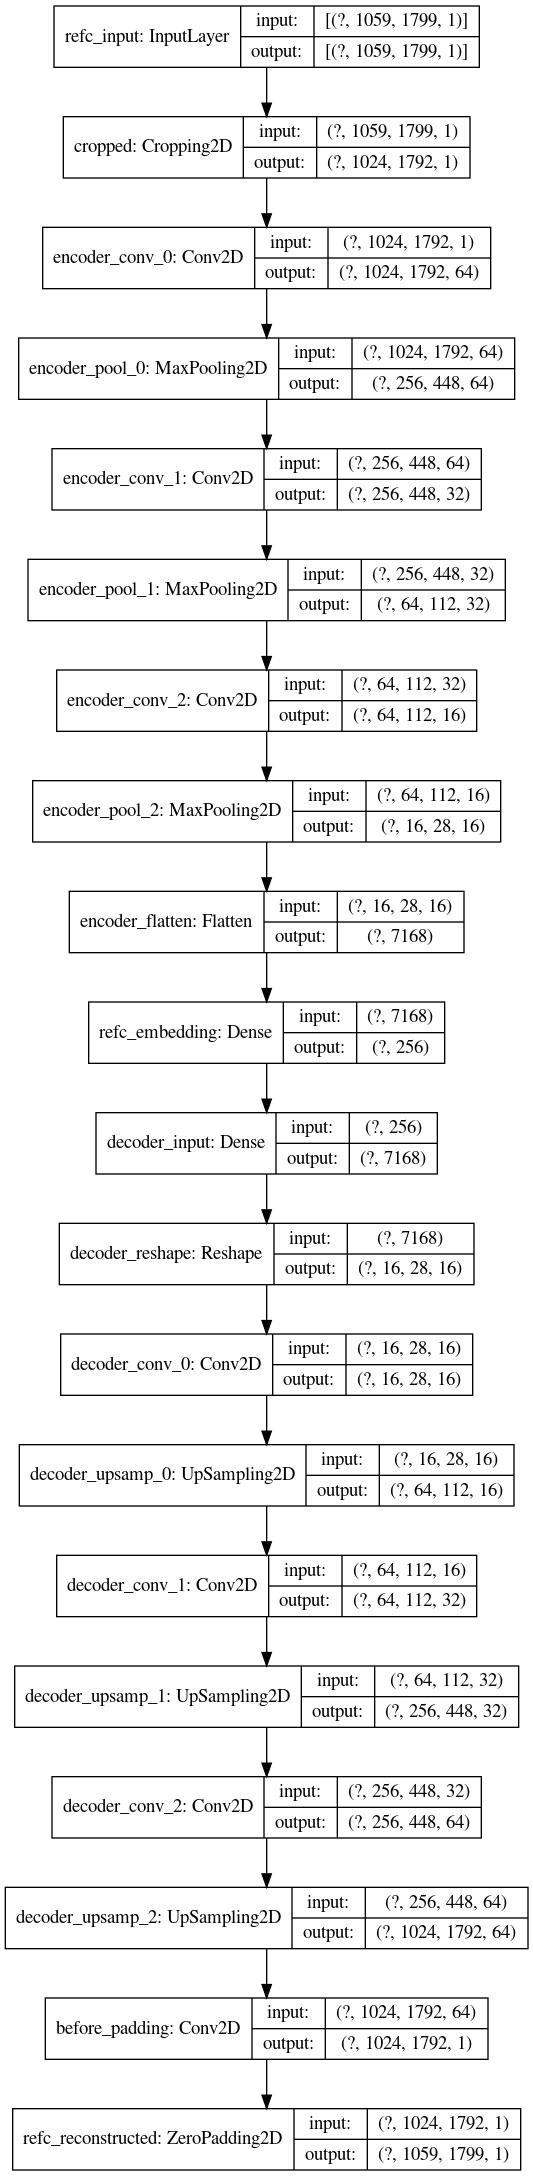 refc_input: InputLayer
input:
[(?, 1059, 1799, 1)]
output:
[(?, 1059, 1799, 1)]
cropped: Cropping2D
input:
(?, 1059, 1799, 1)
output:
(?, 1024, 1792, 1)
encoder_conv_0: Conv2D
input:
(?, 1024, 1792, 1)
output:
(?, 1024, 1792, 64)
encoder_pool_0: MaxPooling2D
input:
(?, 1024, 1792, 64)
output:
(?, 256, 448, 64)
encoder_conv_1: Conv2D
input:
(?, 256, 448, 64)
output:
(?, 256, 448, 32)
encoder_pool_1: MaxPooling2D
input:
(?, 256, 448, 32)
output:
(?, 64, 112, 32)
encoder_conv_2: Conv2D
input:
(?, 64, 112, 32)
output:
(?, 64, 112, 16)
encoder_pool_2: MaxPooling2D
input:
(?, 64, 112, 16)
output:
(?, 16, 28, 16)
encoder_flatten: Flatten
input:
(?, 16, 28, 16)
output:
(?, 7168)
refc_embedding: Dense
input:
(?, 7168)
output:
(?, 256)
decoder_input: Dense
input:
(?, 256)
output:
(?, 7168)
decoder_reshape: Reshape
input:
(?, 7168)
output:
(?, 16, 28, 16)
decoder_conv_0: Conv2D
input:
(?, 16, 28, 16)
output:
(?, 16, 28, 16)
decoder_upsamp_0: UpSampling2D
input:
(?, 16, 28, 16)
output:
(?, 64, 112, 16)
decoder_conv_1: Conv2D
input:
(?, 64, 112, 16)
output:
(?, 64, 112, 32)
decoder_upsamp_1: UpSampling2D
input:
(?, 64, 112, 32)
output:
(?, 256, 448, 32)
decoder_conv_2: Conv2D
input:
(?, 256, 448, 32)
output:
(?, 256, 448, 64)
decoder_upsamp_2: UpSampling2D
input:
(?, 256, 448, 64)
output:
(?, 1024, 1792, 64)
before_padding: Conv2D
input:
(?, 1024, 1792, 64)
output:
(?, 1024, 1792, 1)
refc_reconstructed: ZeroPadding2D
input:
(?, 1024, 1792, 1)
output:
(?, 1059, 1799, 1)